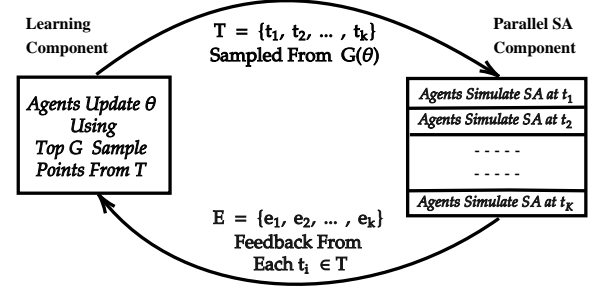 Learning
Component
T = {t₁, t₂, ... , tₖ}
Sampled From G(θ)
Parallel SA
Component
Agents Update θ
Using
Top G Sample
Points From T
Agents Simulate SA at t₁
Agents Simulate SA at t₂
- - - - -
- - - - -
Agents Simulate SA at t_K
E = {e₁, e₂, ... , eₖ}
Feedback From
Each tᵢ ∈ T